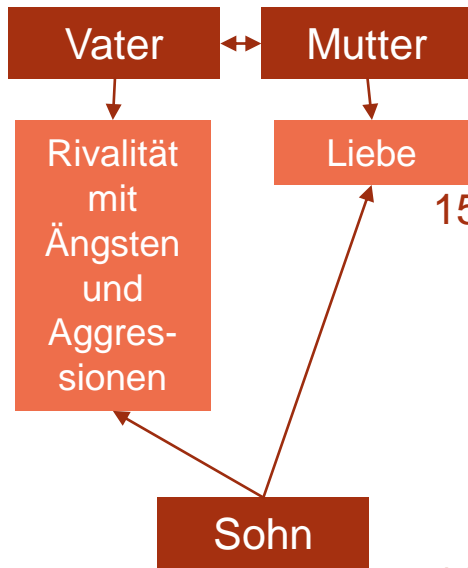 Vater
Mutter
Rivalität
mit
Ängsten
und
Aggres-
sionen
Liebe
15
Sohn